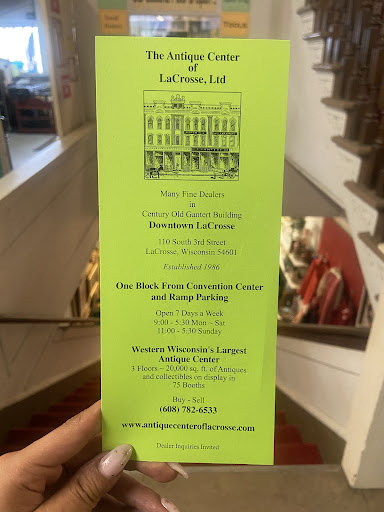 TOOLS
The Antique Center
of
LaCrosse, Ltd
Many Fine Dealers
in
Century Old Gantert Building
Downtown LaCrosse
110 South 3rd Street
LaCrosse, Wisconsin 54601
Established 1986
One Block From Convention Center
and Ramp Parking
Open 7 Days a Week
9:00 - 5:30 Mon – Sat
11:00 - 5:30 Sunday
Western Wisconsin's Largest
Antique Center
3 Floors – 20,000 sq. ft. of Antiques
and collectibles on display in
75 Booths
Buy - Sell
(608) 782-6533
www.antiquecenteroflacrosse.com
Dealer Inquiries Invited